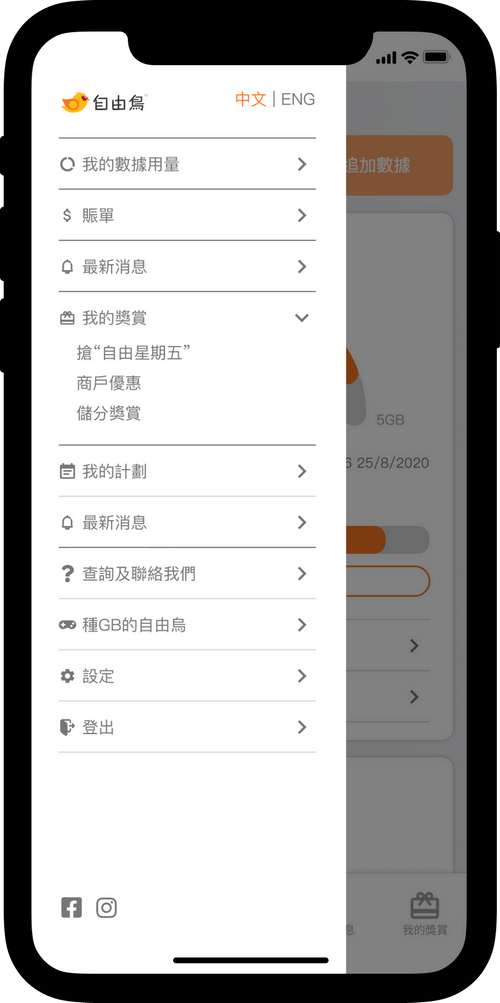 自由鳥
中文 | ENG
我的數據用量
追加數據
賬單
最新消息
我的獎賞
搶“自由星期五”
商戶優惠
5GB
儲分獎賞
我的計劃
6 25/8/2020
最新消息
查詢及聯絡我們
種GB的自由鳥
設定
登出
息
我的獎賞